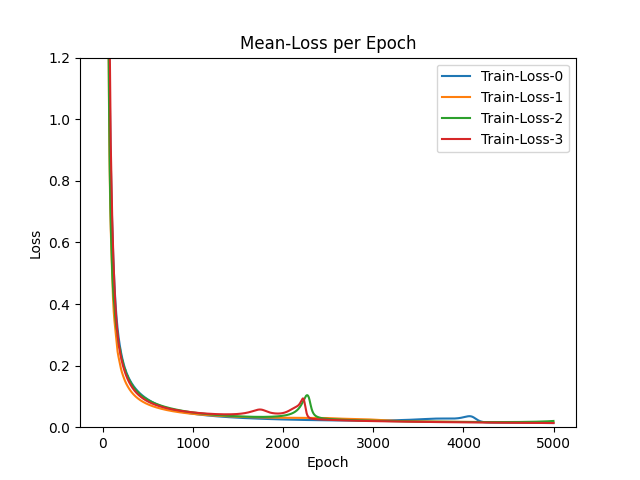 Mean-Loss per Epoch
1.2
1.0
0.8
0.6
0.4
0.2
0.0
Loss
Train-Loss-0
Train-Loss-1
Train-Loss-2
Train-Loss-3
0 1000 2000 3000 4000 5000
Epoch